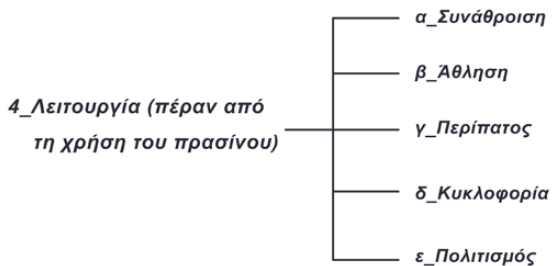 4_Λειτουργία (πέραν από
τη χρήση του πρασίνου)
α_Συνάθροιση
β_Άθληση
γ_Περίπατος
δ_Κυκλοφορία
ε_Πολιτισμός